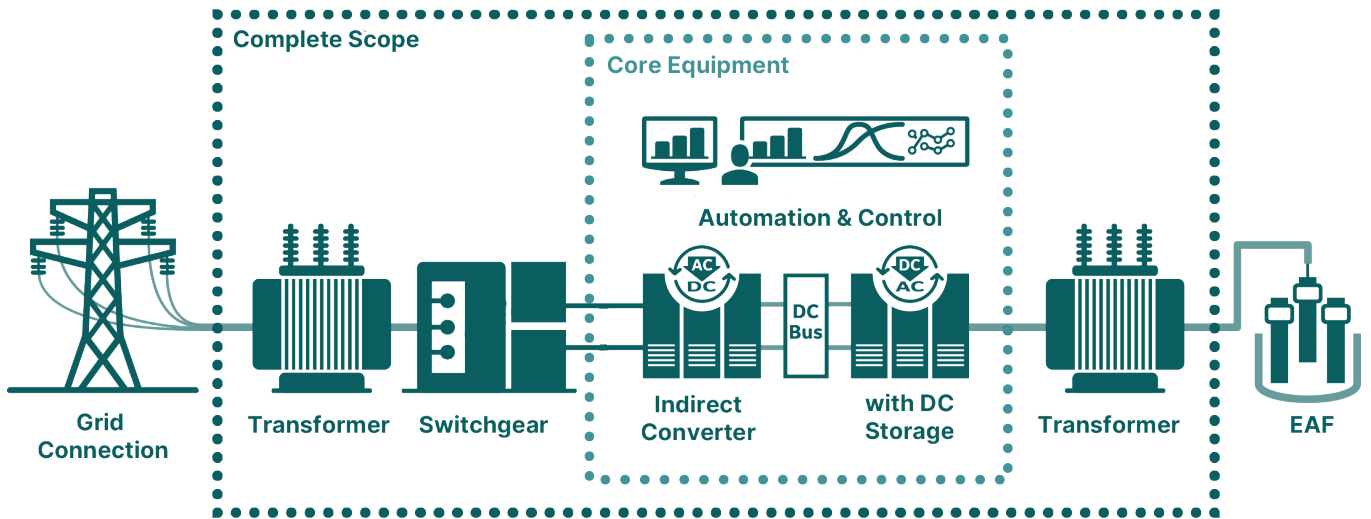 Complete Scope
Core Equipment
Automation & Control
AC
DC
DC
AC
DC
Bus
Grid
Connection
Transformer
Switchgear
Indirect
Converter
with DC
Storage
Transformer
EAF